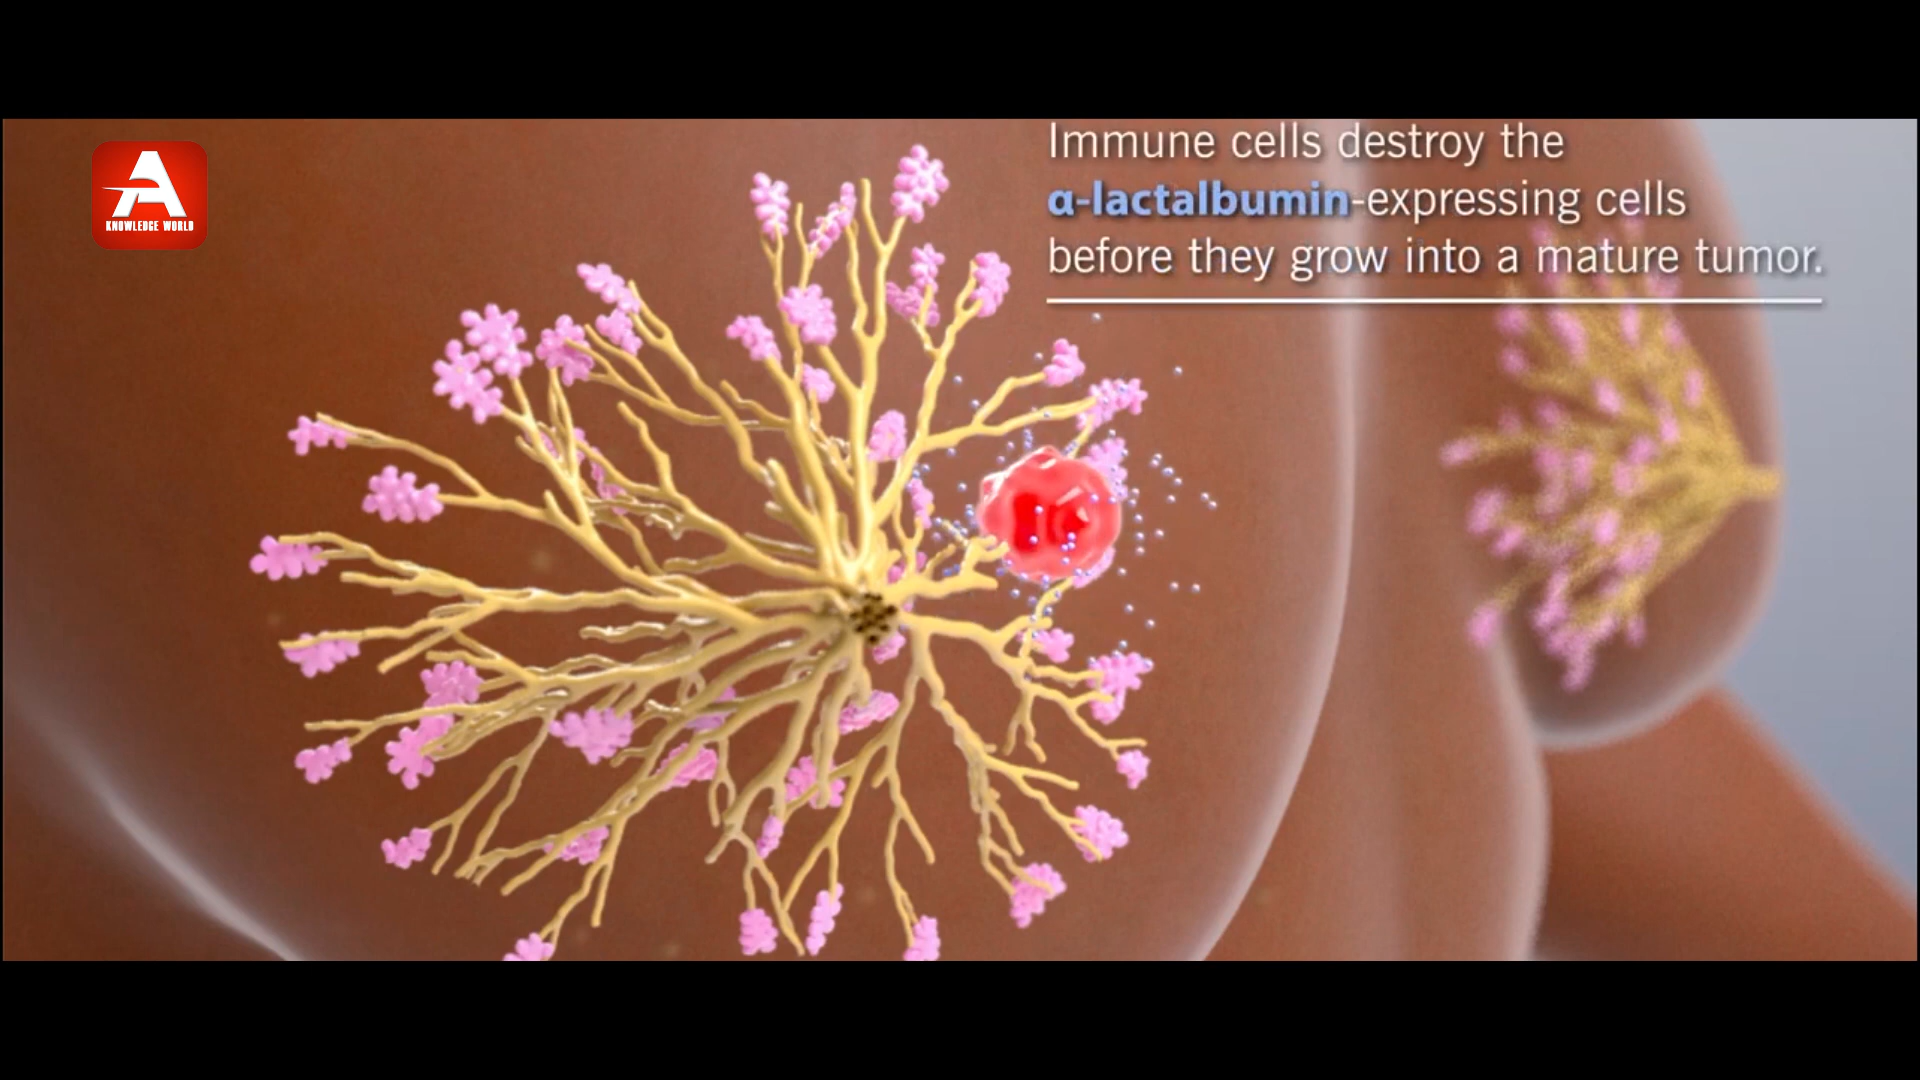 A
KNOWLEDGE WORLD
Immune cells destroy the
α-lactalbumin-expressing cells
before they grow into a mature tumor.